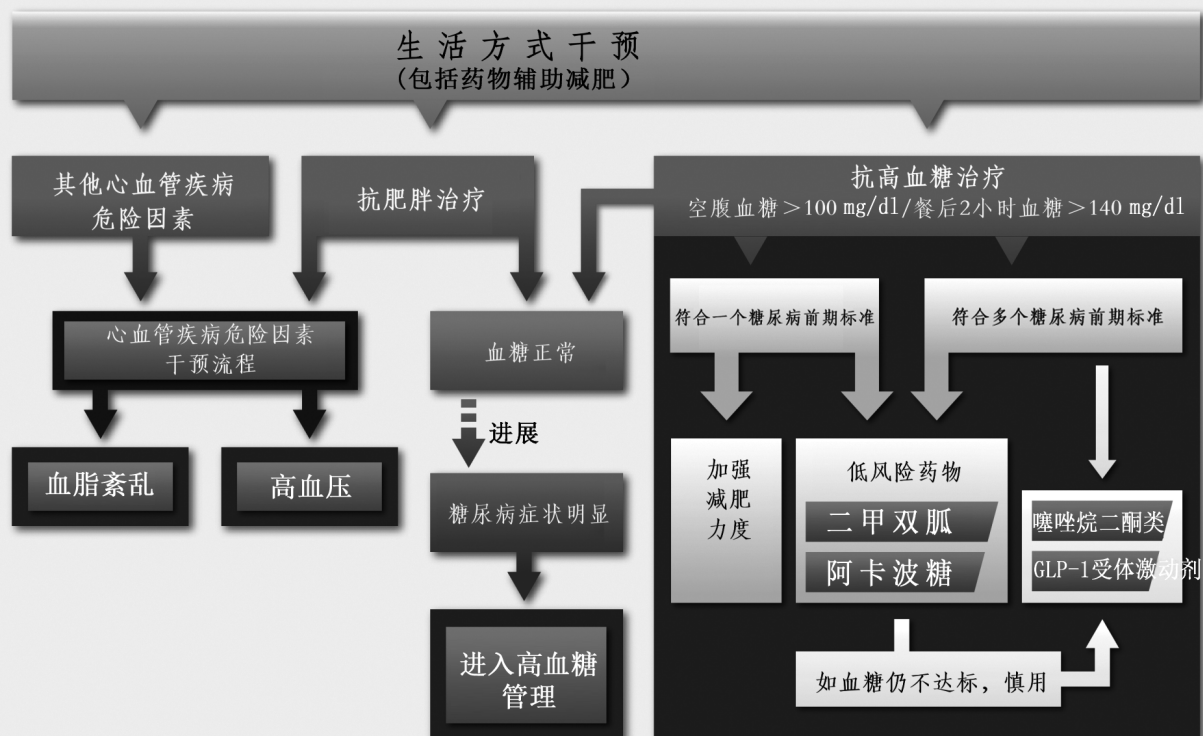 生活方式干预
(包括药物辅助减肥)
其他心血管疾病
危险因素
抗肥胖治疗
抗高血糖治疗
空腹血糖＞100 mg/dl/餐后2小时血糖＞140 mg/dl
心血管疾病危险因素
干预流程
血糖正常
符合一个糖尿病前期标准
符合多个糖尿病前期标准
进展
血脂紊乱
高血压
糖尿病症状明显
加强
减肥
力度
低风险药物
二甲双胍
阿卡波糖
噻唑烷二酮类
GLP-1受体激动剂
进入高血糖
管理
如血糖仍不达标，慎用